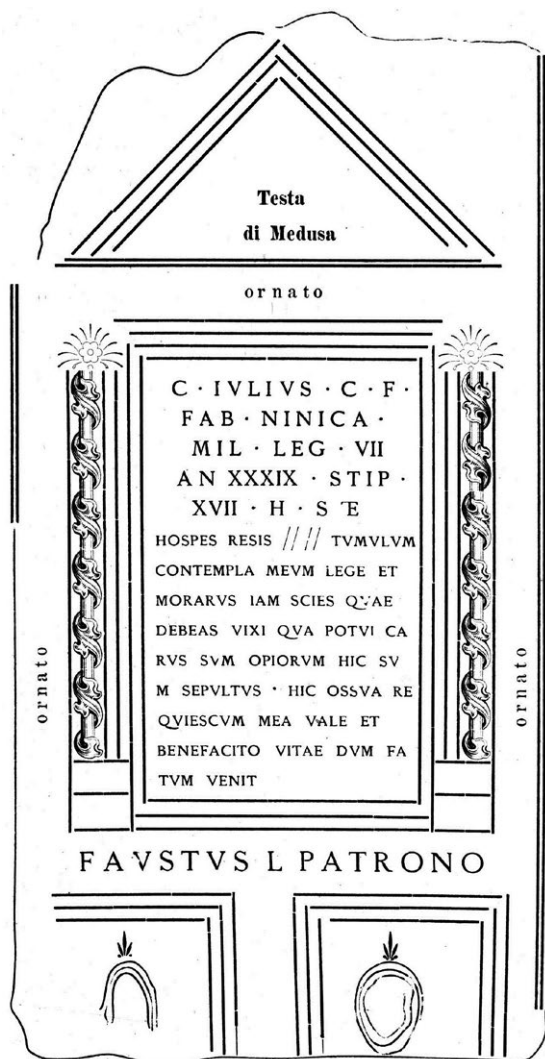 Testa
di Medusa
ornato
C · IVLIVS · C · F ·
FAB · NINICA ·
MIL · LEG · VII
AN XXXIX · STIP ·
XVII · H · S E
HOSPES RESIS //// TVMVLVM
CONTEMPLA MEVM LEGE ET
MORARVS IAM SCIES QVAE
DEBEAS VIXI QVA POTVI CA
RVS SVM OPIORVM HIC SV
M SEPVLTVS · HIC OSSVA RE
QVIESCVM MEA VALE ET
BENEFACITO VITAE DVM FA
TVM VENIT
ornato
ornato
FAVSTVS L PATRONO